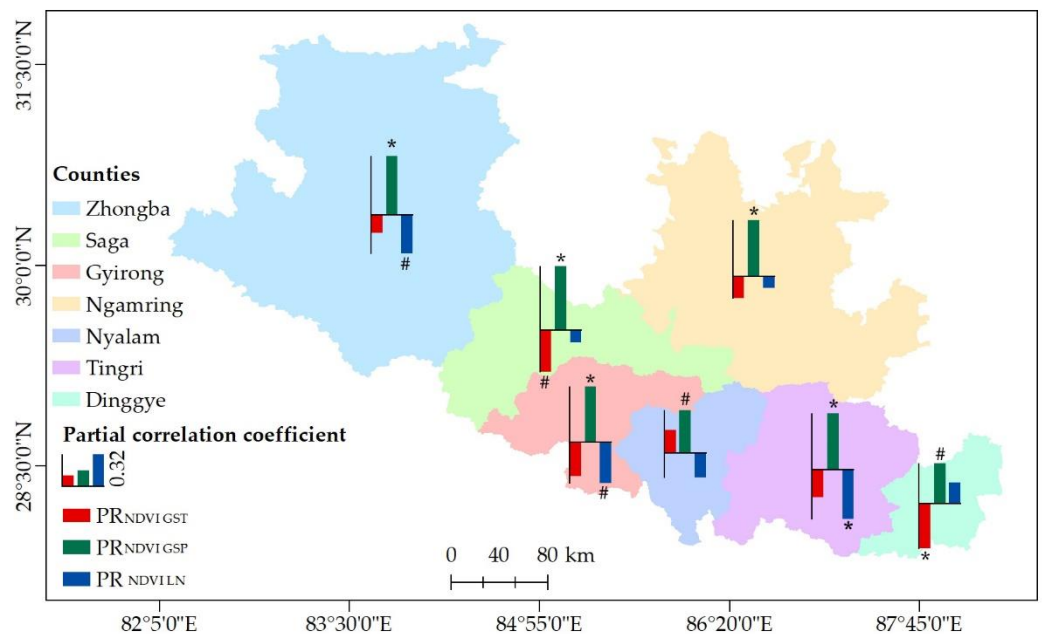 31°30'0"N
30°0'0"N
28°30'0"N
Counties
Zhongba
Saga
Gyirong
Ngamring
Nyalam
Tingri
Dinggye
Partial correlation coefficient
0.32
PRNDVI GST
PRNDVI GSP
PR NDVI LN
*
#
*
#
*
#
#
*
*
*
#
*
0 40 80 km
82°5'0"E
83°30'0"E
84°55'0"E
86°20'0"E
87°45'0"E